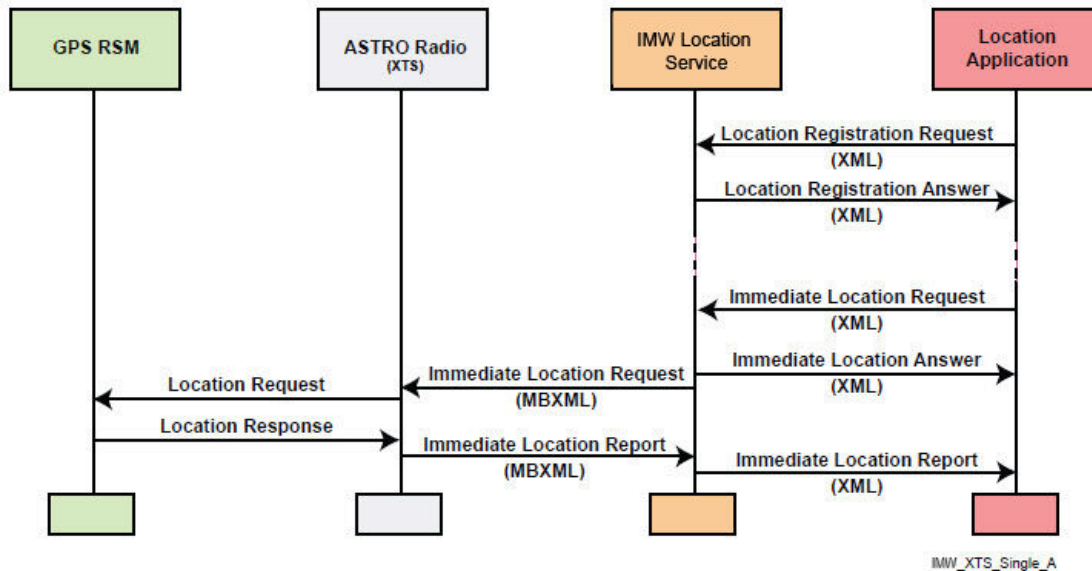 GPS RSM
ASTRO Radio
(XTS)
IMW Location
Service
Location
Application
Location Registration Request
(XML)
Location Registration Answer
(XML)
Immediate Location Request
(XML)
Immediate Location Answer
(XML)
Immediate Location Request
(MBXML)
Location Request
Location Response
Immediate Location Report
(MBXML)
Immediate Location Report
(XML)
IMW_XTS_Single_A